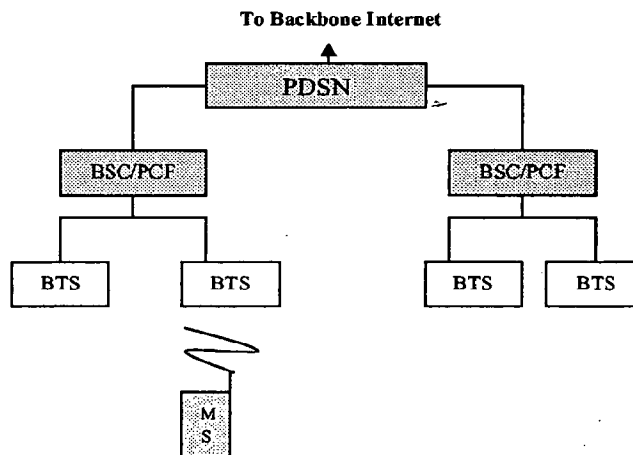 To Backbone Internet
PDSN
BSC/PCF
BSC/PCF
BTS
BTS
BTS
BTS
M
S